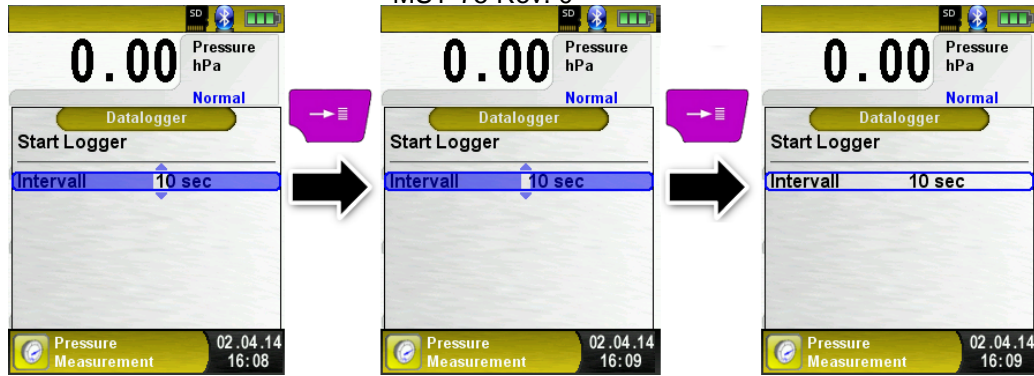 SD
0.00
Pressure
hPa
Normal
Datalogger
Start Logger
Intervall 10 sec
Pressure
Measurement
02.04.14
16:08
SD
0.00
Pressure
hPa
Normal
Datalogger
Start Logger
Intervall 10 sec
Pressure
Measurement
02.04.14
16:09
SD
0.00
Pressure
hPa
Normal
Datalogger
Start Logger
Intervall 10 sec
Pressure
Measurement
02.04.14
16:09